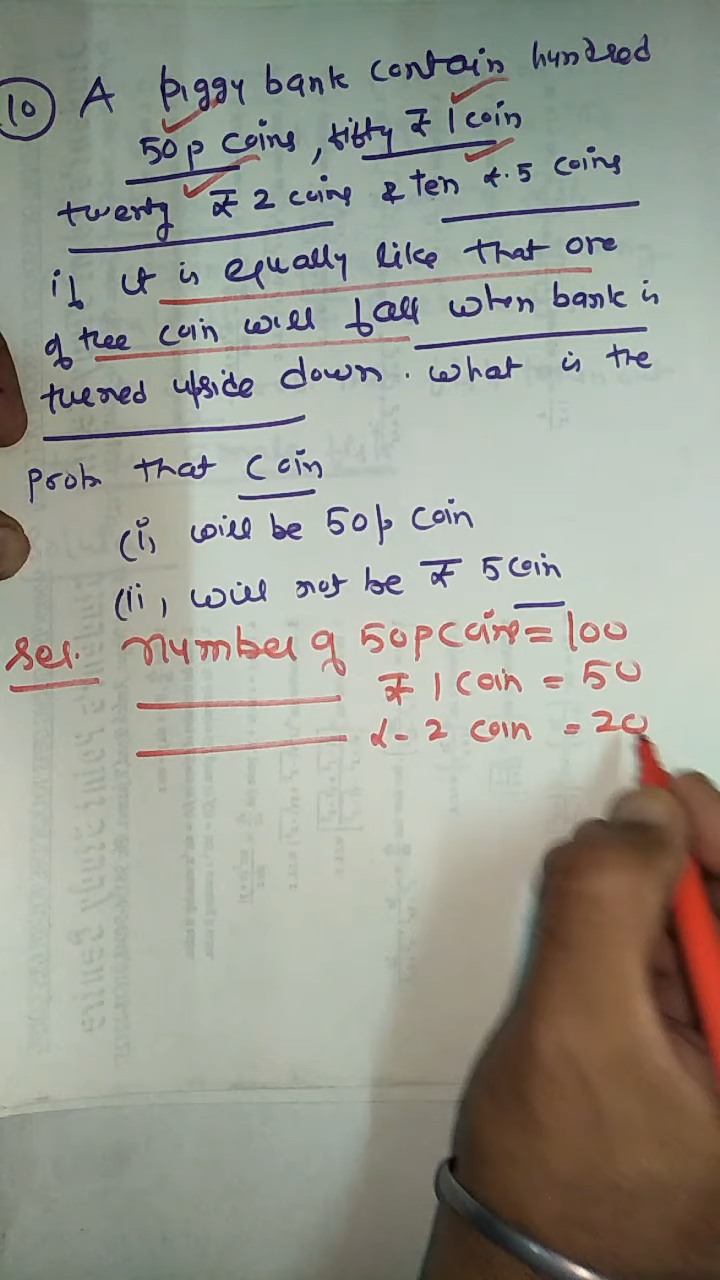 10 A piggy bank contain hundred
50p coins, fifty ₹ 1 coin
twenty ₹ 2 coins & ten ₹. 5 coins
if it is equally like that one
of the coin will fall when bank is
turned upside down. what is the
prob that coin
(i) will be 50p coin
(ii) will not be ₹ 5 coin
Sol. number of 50p coins = 100
₹ 1 coin = 50
₹- 2 coin = 20